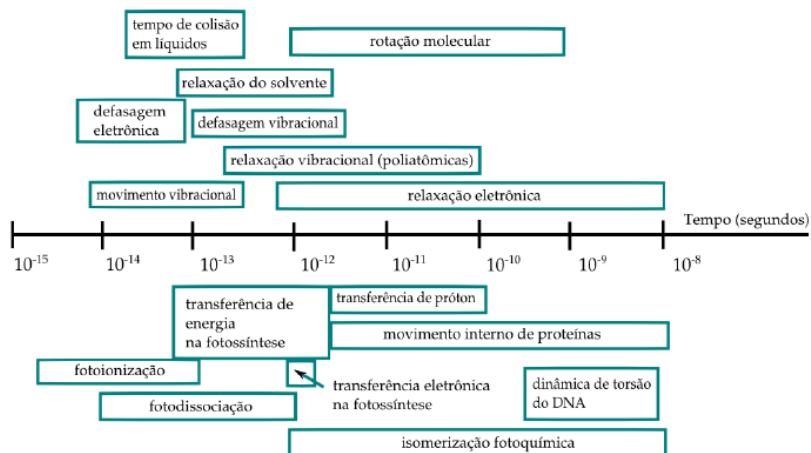 tempo de colisão
em líquidos
rotação molecular
relaxação do solvente
defasagem
eletrônica
defasagem vibracional
relaxação vibracional (poliatômicas)
movimento vibracional
relaxação eletrônica
Tempo (segundos)
10⁻¹⁵ 10⁻¹⁴ 10⁻¹³ 10⁻¹² 10⁻¹¹ 10⁻¹⁰ 10⁻⁹ 10⁻⁸
transferência de
energia
na fotossíntese
transferência de próton
movimento interno de proteínas
fotoionização
transferência eletrônica
na fotossíntese
dinâmica de torsão
do DNA
fotodissociação
isomerização fotoquímica